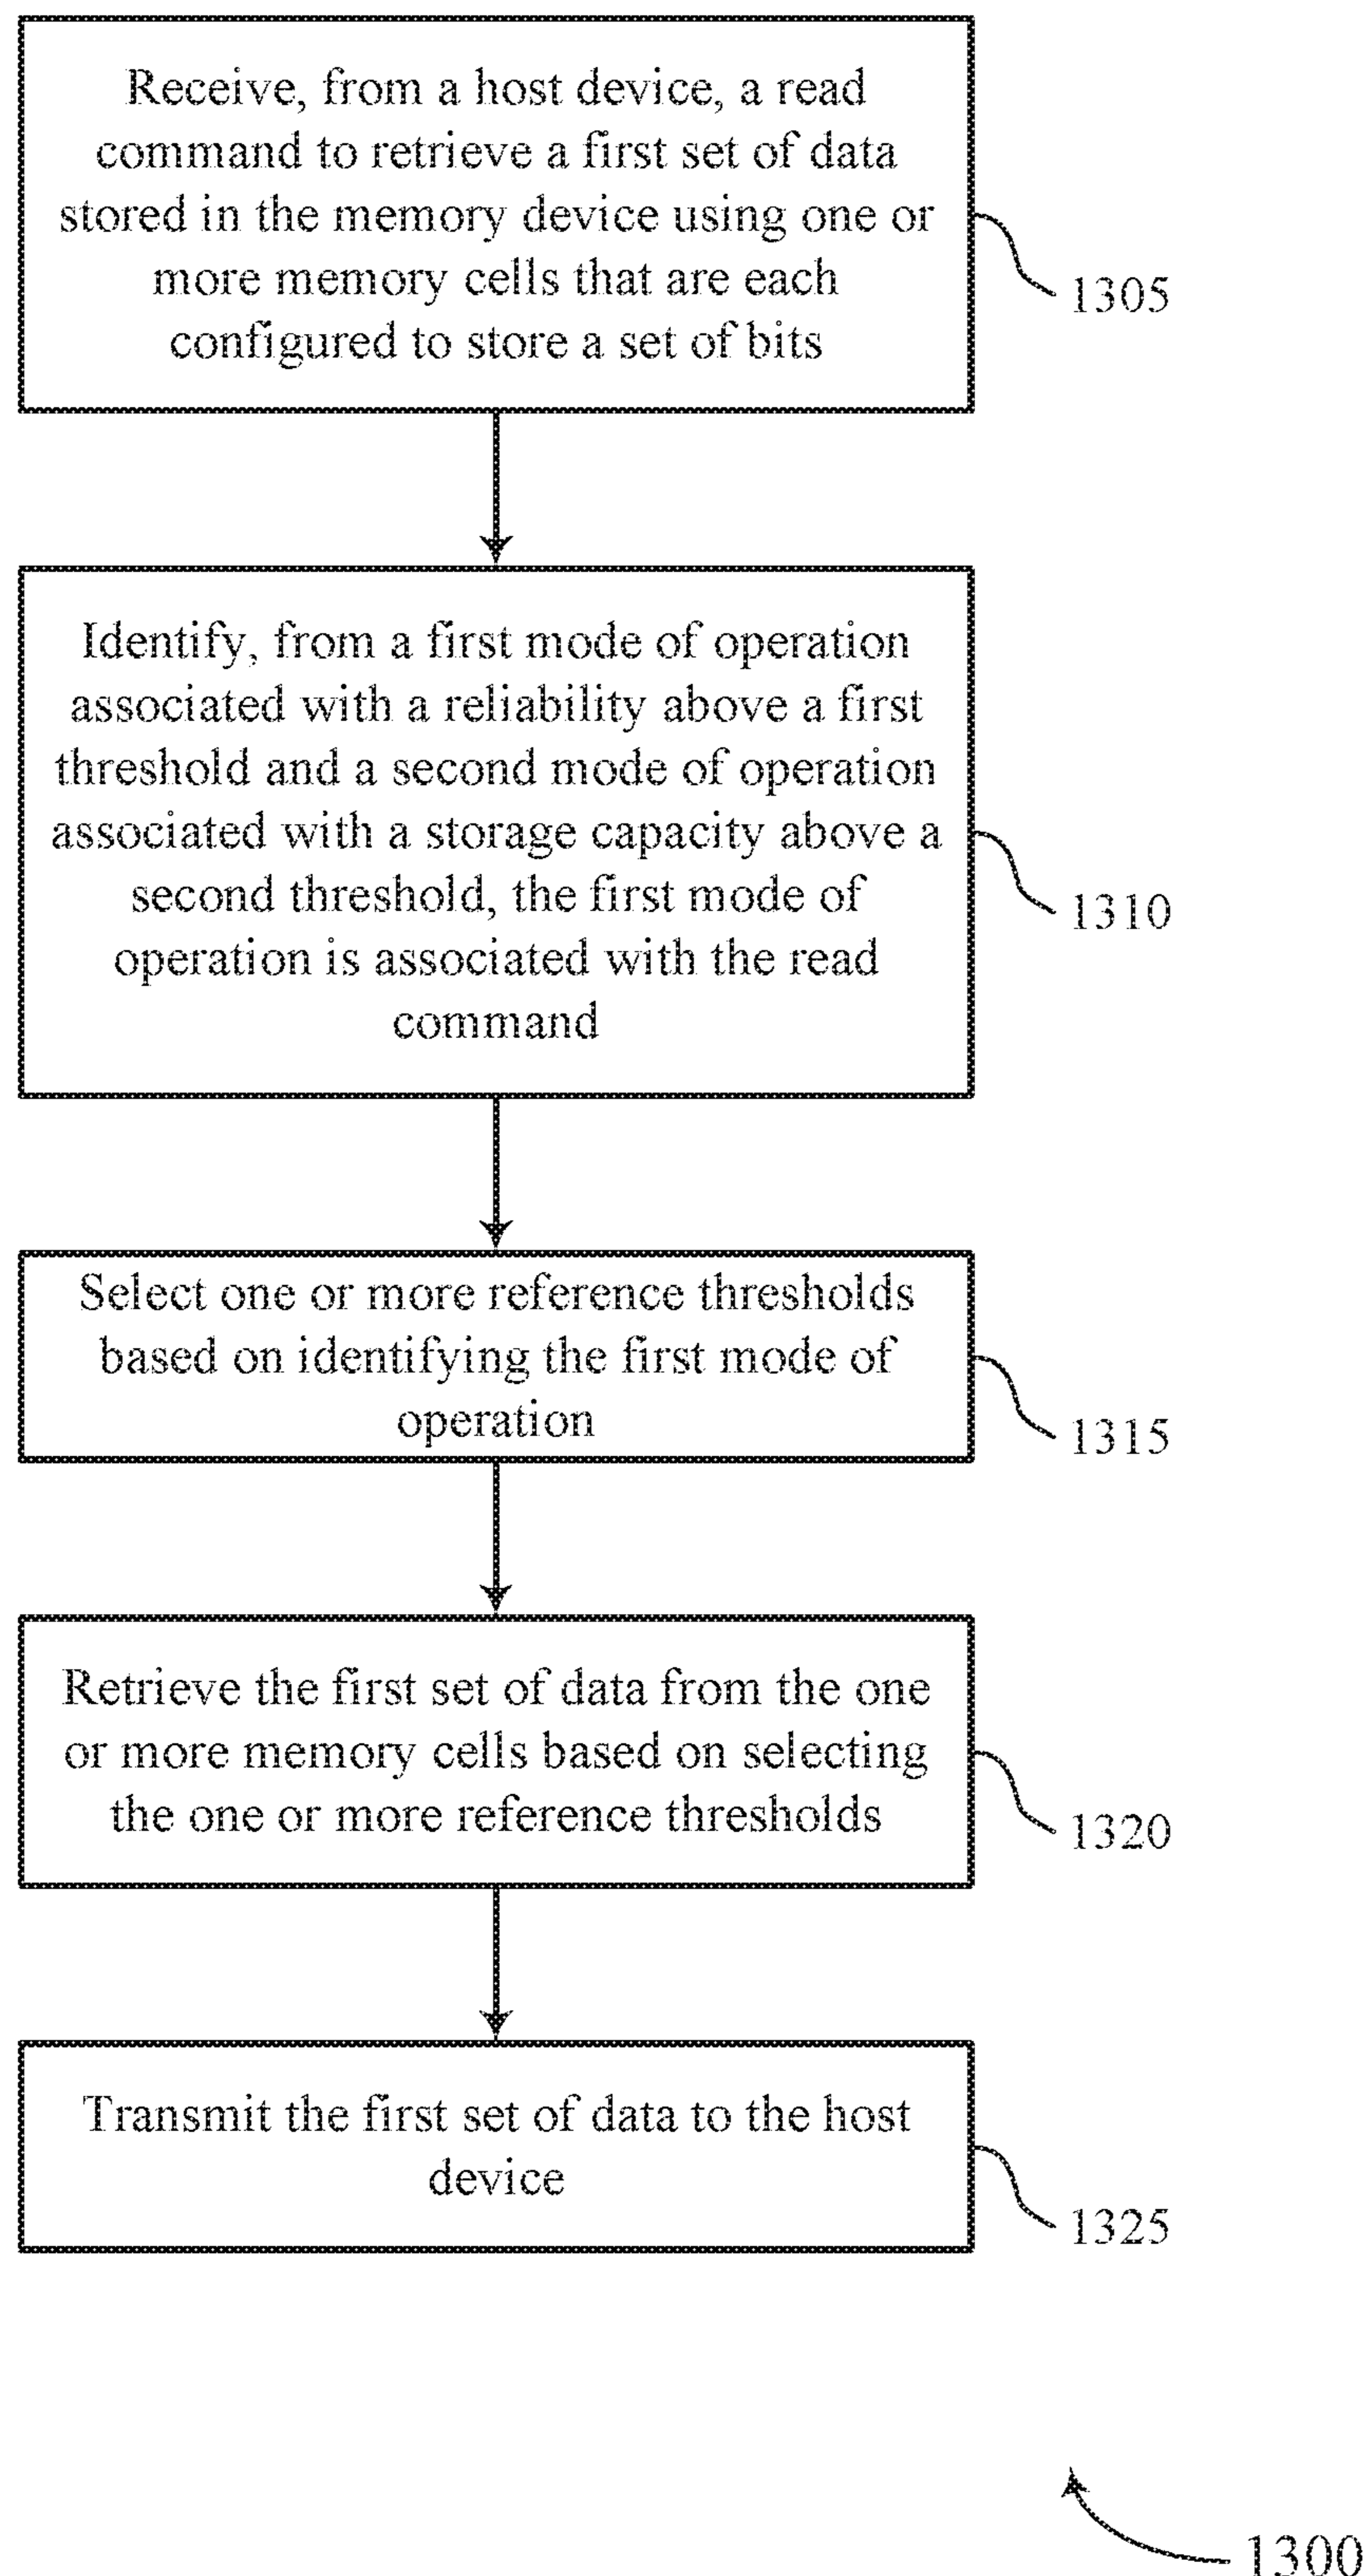 Receive, from a host device, a read
command to retrieve a first set of data
stored in the memory device using one or
more memory cells that are each
configured to store a set of bits
1305
Identify, from a first mode of operation
associated with a reliability above a first
threshold and a second mode of operation
associated with a storage capacity above a
second threshold, the first mode of
operation is associated with the read
command
1310
Select one or more reference thresholds
based on identifying the first mode of
operation
1315
Retrieve the first set of data from the one
or more memory cells based on selecting
the one or more reference thresholds
1320
Transmit the first set of data to the host
device
1325
1300